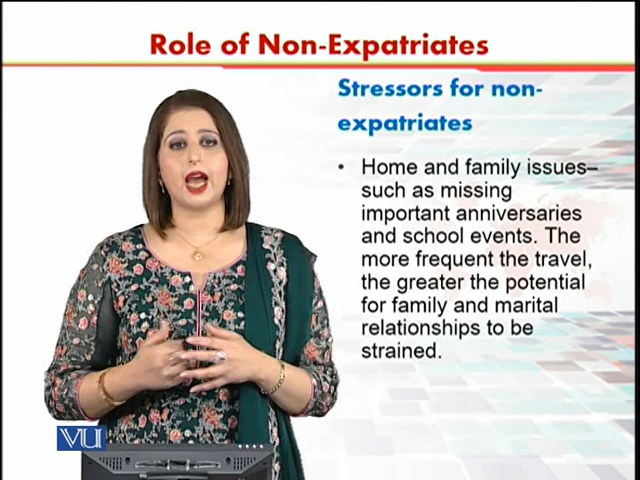 Role of Non-Expatriates
Stressors for non-
expatriates
• Home and family issues–
such as missing
important anniversaries
and school events. The
more frequent the travel,
the greater the potential
for family and marital
relationships to be
strained.
VU